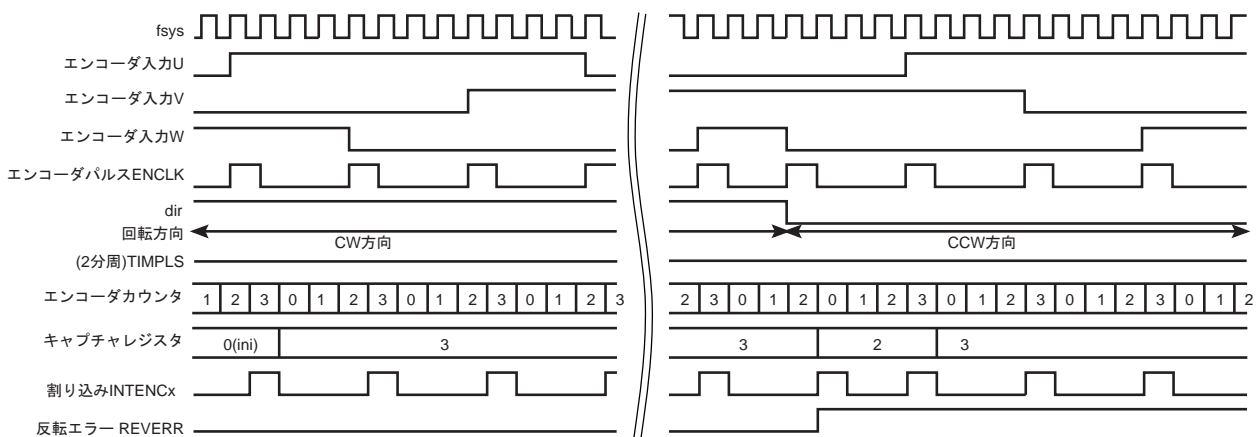 fsys
エンコーダ入力U
エンコーダ入力V
エンコーダ入力W
エンコーダパルスENCLK
dir
回転方向 CW方向 CCW方向
(2分周)TIMPLS
エンコーダカウンタ 1 2 3 0 1 2 3 0 1 2 3 0 1 2 3 2 3 0 1 2 0 1 2 3 0 1 2 3 0 1 2 3 0 1 2
キャプチャレジスタ 0(ini) 3 3 2 3
割り込みINTENCx
反転エラー REVERR